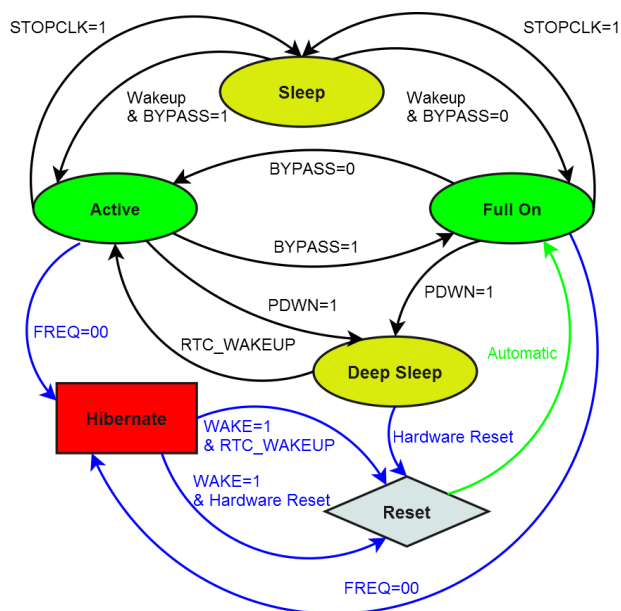 STOPCLK=1
STOPCLK=1
Sleep
Wakeup
& BYPASS=1
Wakeup
& BYPASS=0
BYPASS=0
Active
Full On
BYPASS=1
PDWN=1
PDWN=1
FREQ=00
RTC_WAKEUP
Automatic
Deep Sleep
Hibernate
WAKE=1
& RTC_WAKEUP
Hardware Reset
WAKE=1
& Hardware Reset
Reset
FREQ=00